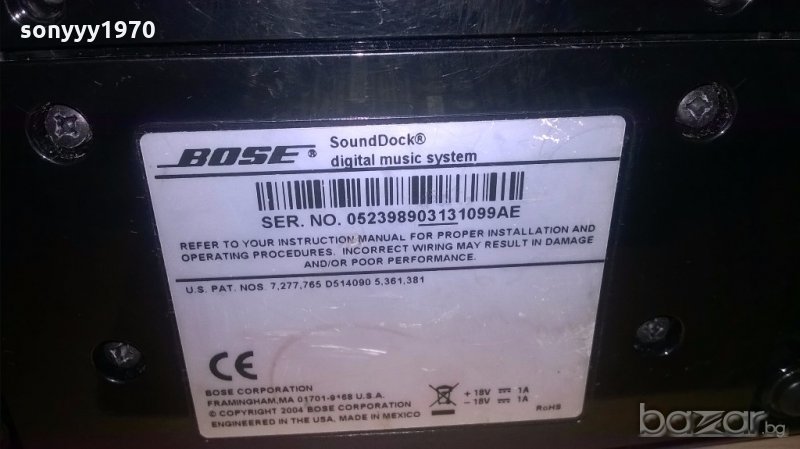 sonyyy1970
BOSE® SoundDock®
digital music system
SER. NO. 052398903131099AE
REFER TO YOUR INSTRUCTION MANUAL FOR PROPER INSTALLATION AND
OPERATING PROCEDURES. INCORRECT WIRING MAY RESULT IN DAMAGE
AND/OR POOR PERFORMANCE.
U.S. PAT. NOS. 7,277,765 D514090 5,361,381
CE
BOSE CORPORATION
FRAMINGHAM,MA 01701-9168 U.S.A.
© COPYRIGHT 2004 BOSE CORPORATION
ENGINEERED IN THE USA. MADE IN MEXICO
+ 18V ⎓ 1A
- 18V ⎓ 1A
RoHS
bazar.bg